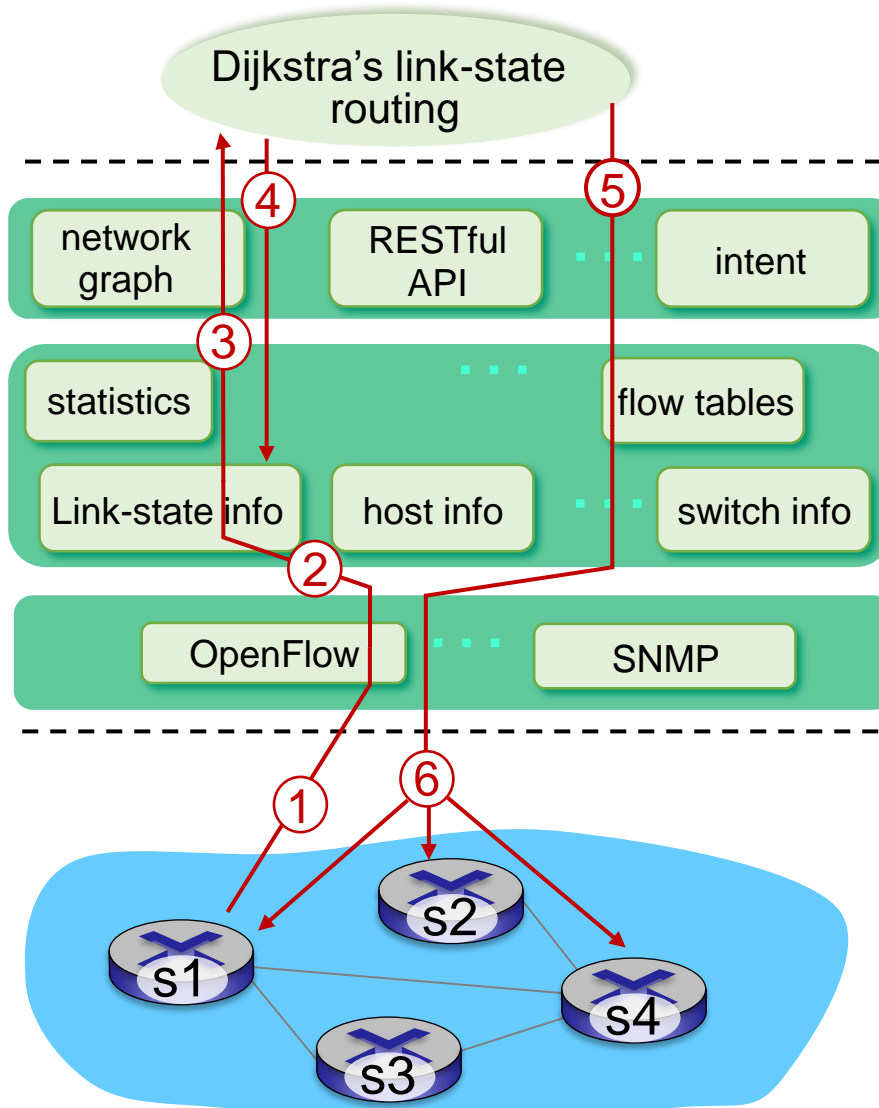 Dijkstra's link-state
routing
4
5
network
graph
RESTful
API
intent
3
statistics
flow tables
Link-state info
host info
switch info
2
OpenFlow
SNMP
1
6
s2
s1
s4
s3